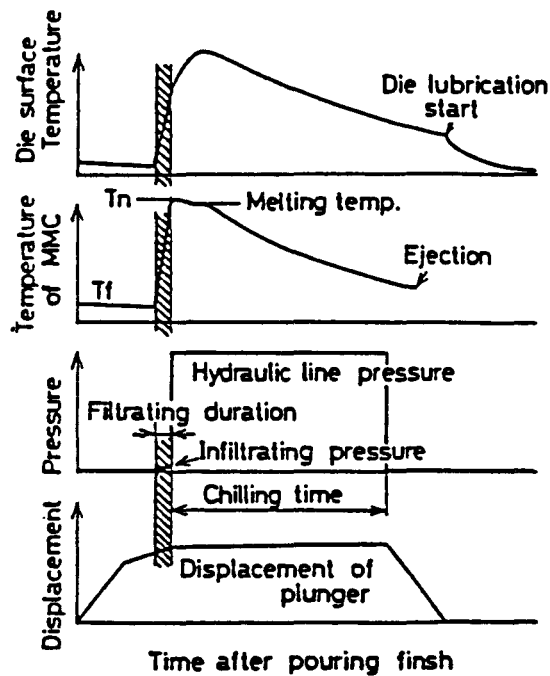 Die surface
Temperature
Die lubrication
start
Temperature
of MMC
Tn
Melting temp.
Tf
Ejection
Pressure
Hydraulic line pressure
Filtrating duration
Infiltrating pressure
Chilling time
Displacement
Displacement of
plunger
Time after pouring finsh